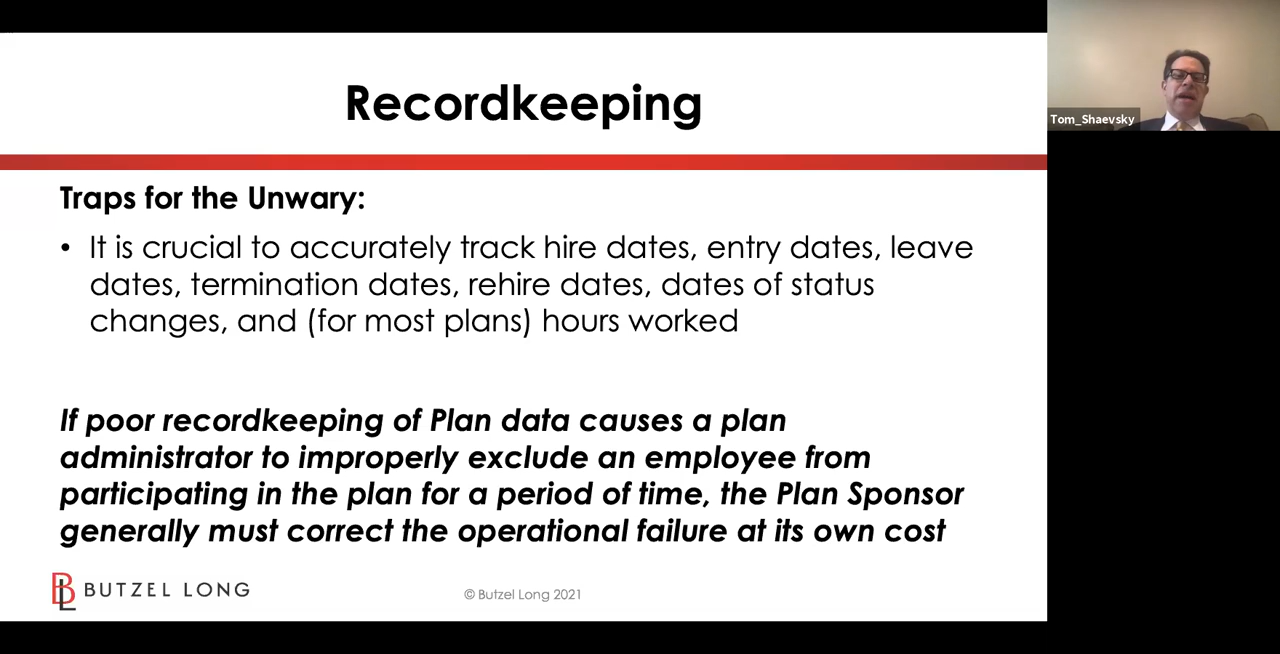 Recordkeeping
Tom_Shaevsky
Traps for the Unwary:
• It is crucial to accurately track hire dates, entry dates, leave
dates, termination dates, rehire dates, dates of status
changes, and (for most plans) hours worked
If poor recordkeeping of Plan data causes a plan
administrator to improperly exclude an employee from
participating in the plan for a period of time, the Plan Sponsor
generally must correct the operational failure at its own cost
BL BUTZEL LONG
© Butzel Long 2021